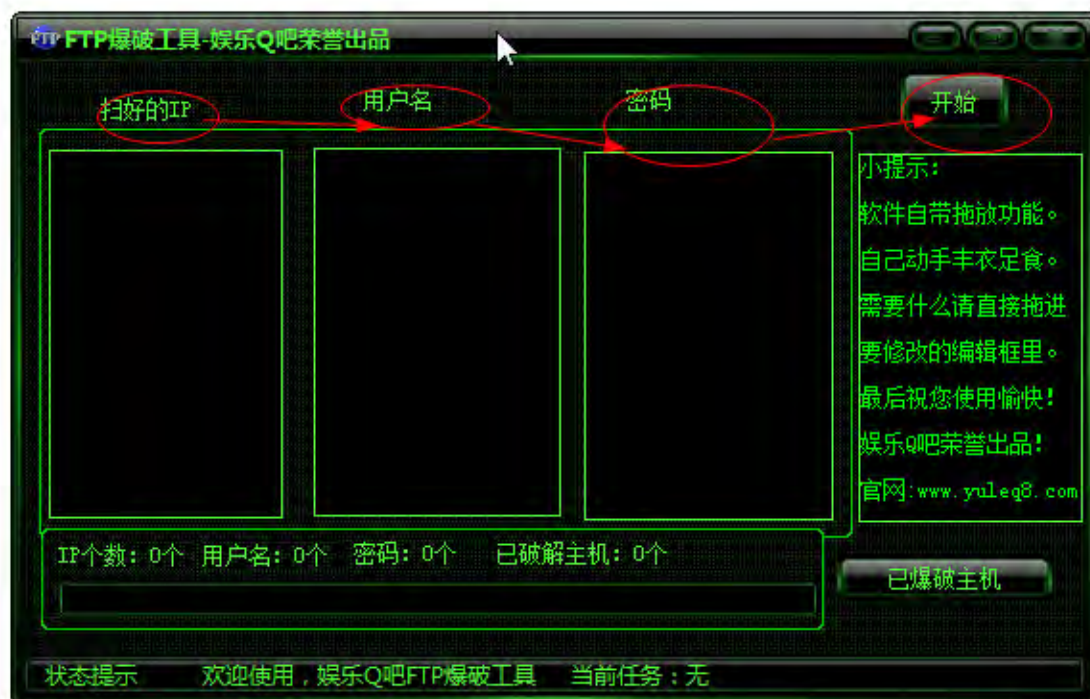 FTP FTP爆破工具-娱乐Q吧荣誉出品
扫好的IP 用户名 密码 开始
小提示:
软件自带拖放功能。
自己动手丰衣足食。
需要什么请直接拖进
要修改的编辑框里。
最后祝您使用愉快!
娱乐Q吧荣誉出品!
官网:www.yuleq8.com
IP个数: 0个 用户名: 0个 密码: 0个 已破解主机: 0个
已爆破主机
状态提示 欢迎使用,娱乐Q吧FTP爆破工具 当前任务:无